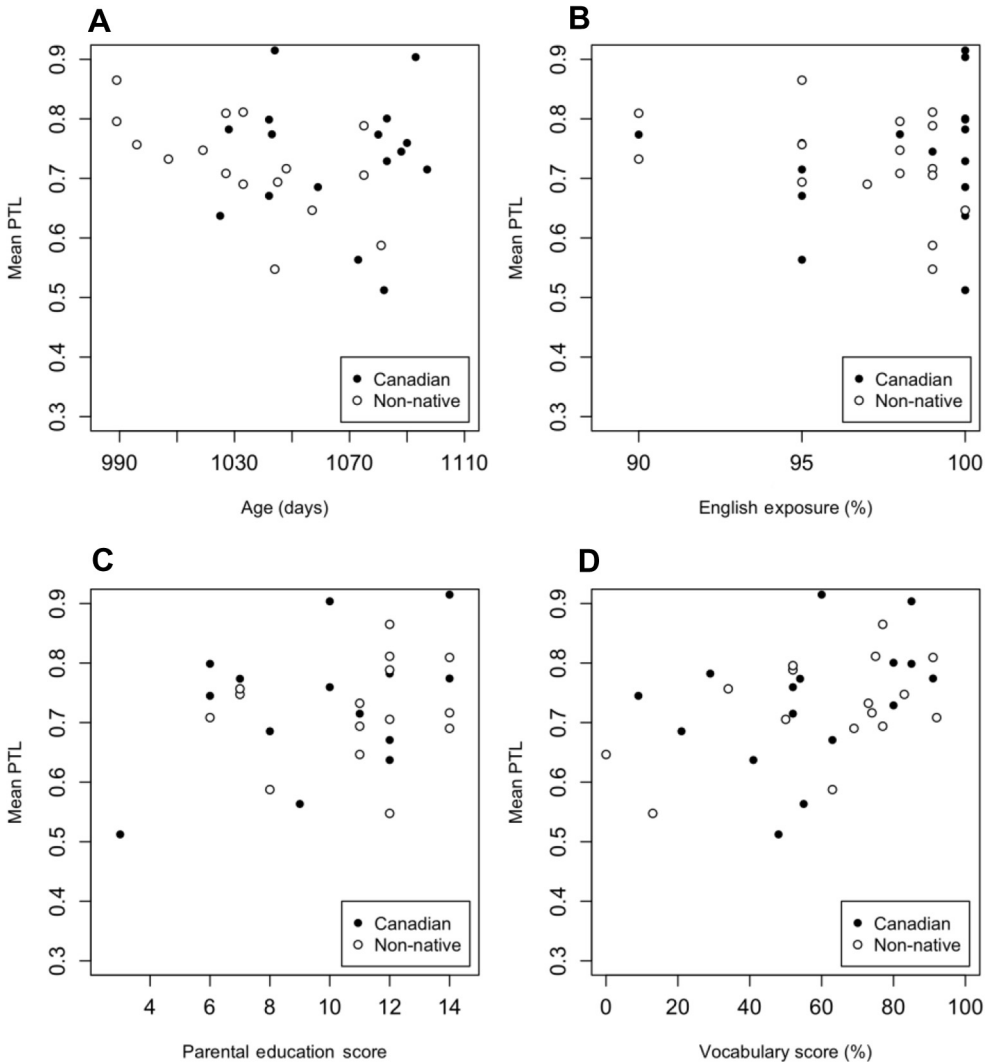 A
0.9
0.8
0.7
0.6
0.5
0.4
0.3
Mean PTL
Canadian
Non-native
990 1030 1070 1110
Age (days)
B
0.9
0.8
0.7
0.6
0.5
0.4
0.3
Mean PTL
Canadian
Non-native
90 95 100
English exposure (%)
C
0.9
0.8
0.7
0.6
0.5
0.4
0.3
Mean PTL
Canadian
Non-native
4 6 8 10 12 14
Parental education score
D
0.9
0.8
0.7
0.6
0.5
0.4
0.3
Mean PTL
Canadian
Non-native
0 20 40 60 80 100
Vocabulary score (%)